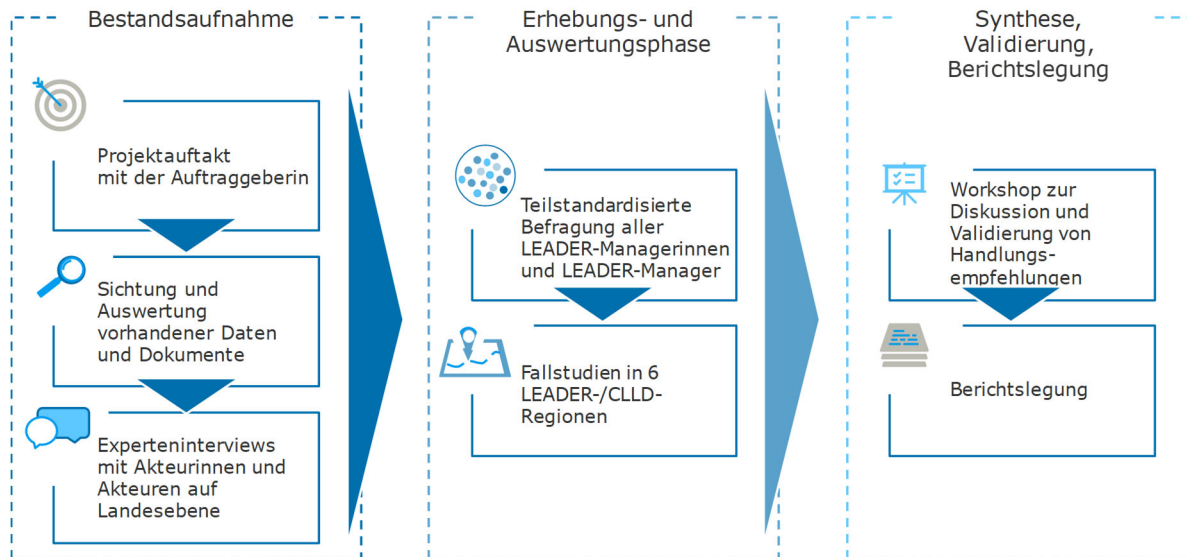 Bestandsaufnahme
Projektauftakt
mit der Auftraggeberin
Sichtung und
Auswertung
vorhandener Daten
und Dokumente
Experteninterviews
mit Akteurinnen und
Akteuren auf
Landesebene
Erhebungs- und
Auswertungsphase
Teilstandardisierte
Befragung aller
LEADER-Managerinnen
und LEADER-Manager
Fallstudien in 6
LEADER-/CLLD-
Regionen
Synthese,
Validierung,
Berichtslegung
Workshop zur
Diskussion und
Validierung von
Handlungs-
empfehlungen
Berichtslegung